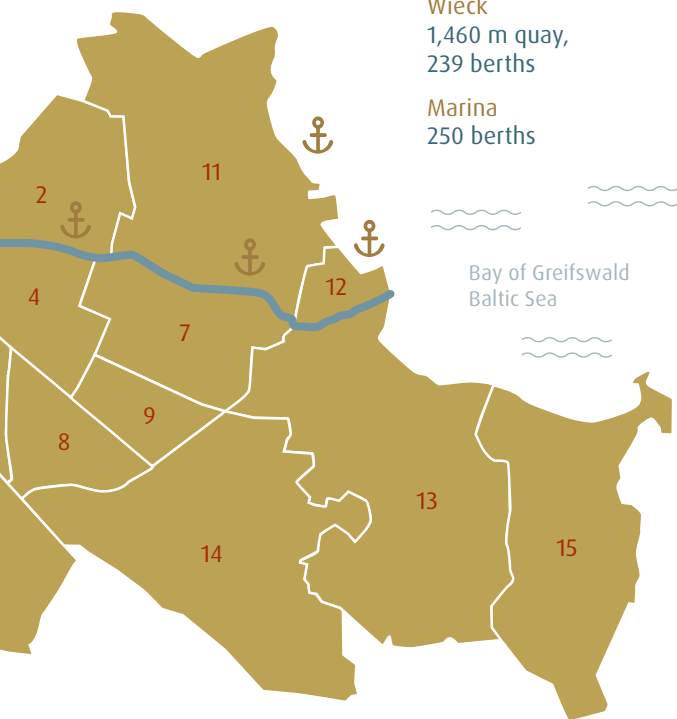 Wieck
1,460 m quay,
239 berths
Marina
250 berths
11
2
Bay of Greifswald
Baltic Sea
12
4
7
9
8
13
15
14